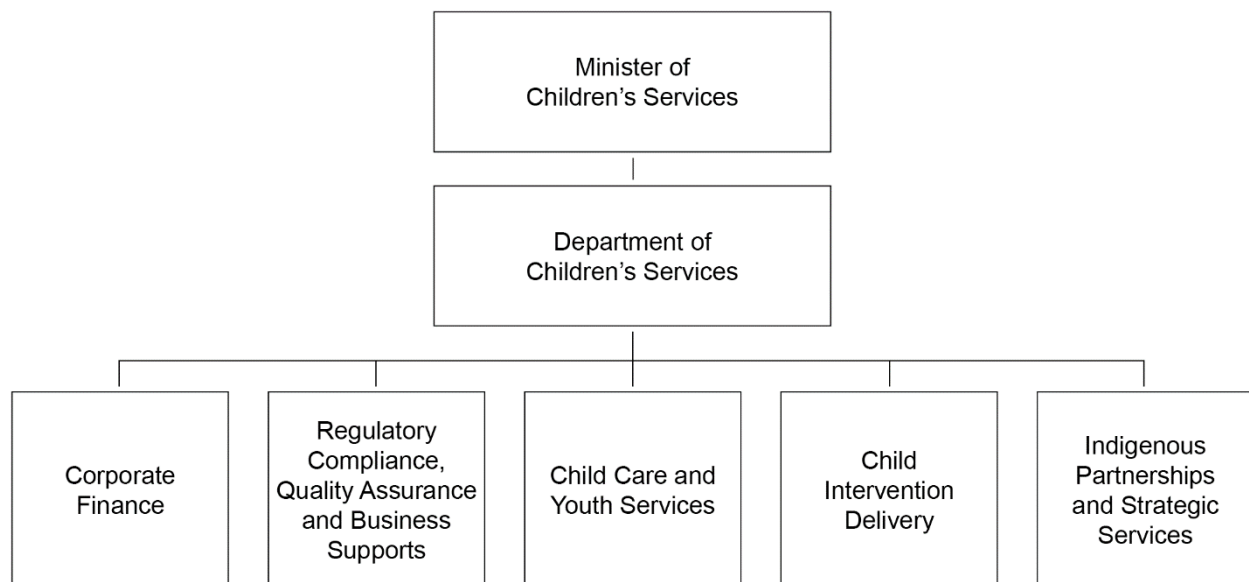 Minister of
Children’s Services
Department of
Children’s Services
Corporate
Finance
Regulatory
Compliance,
Quality Assurance
and Business
Supports
Child Care and
Youth Services
Child
Intervention
Delivery
Indigenous
Partnerships
and Strategic
Services